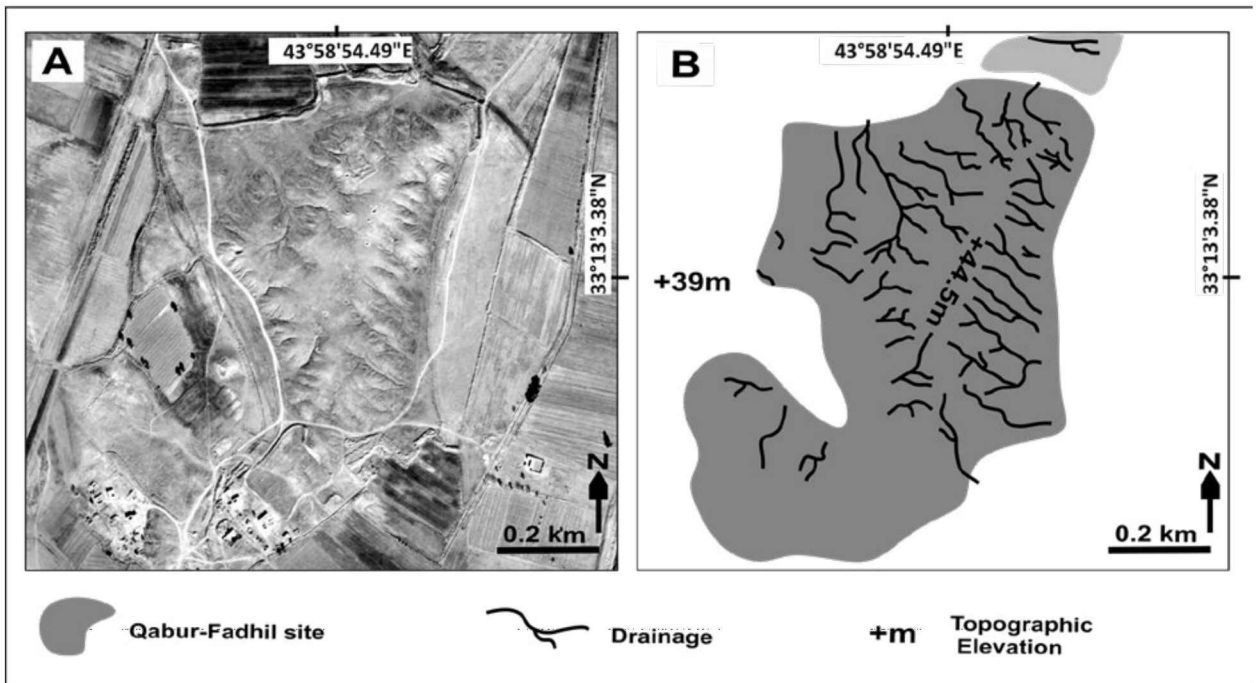 A
43°58'54.49"E
33°13'3.38"N
N
0.2 km
B
43°58'54.49"E
33°13'3.38"N
+39m
+44.5m
N
0.2 km
Qabur-Fadhil site
Drainage
+m
Topographic
Elevation